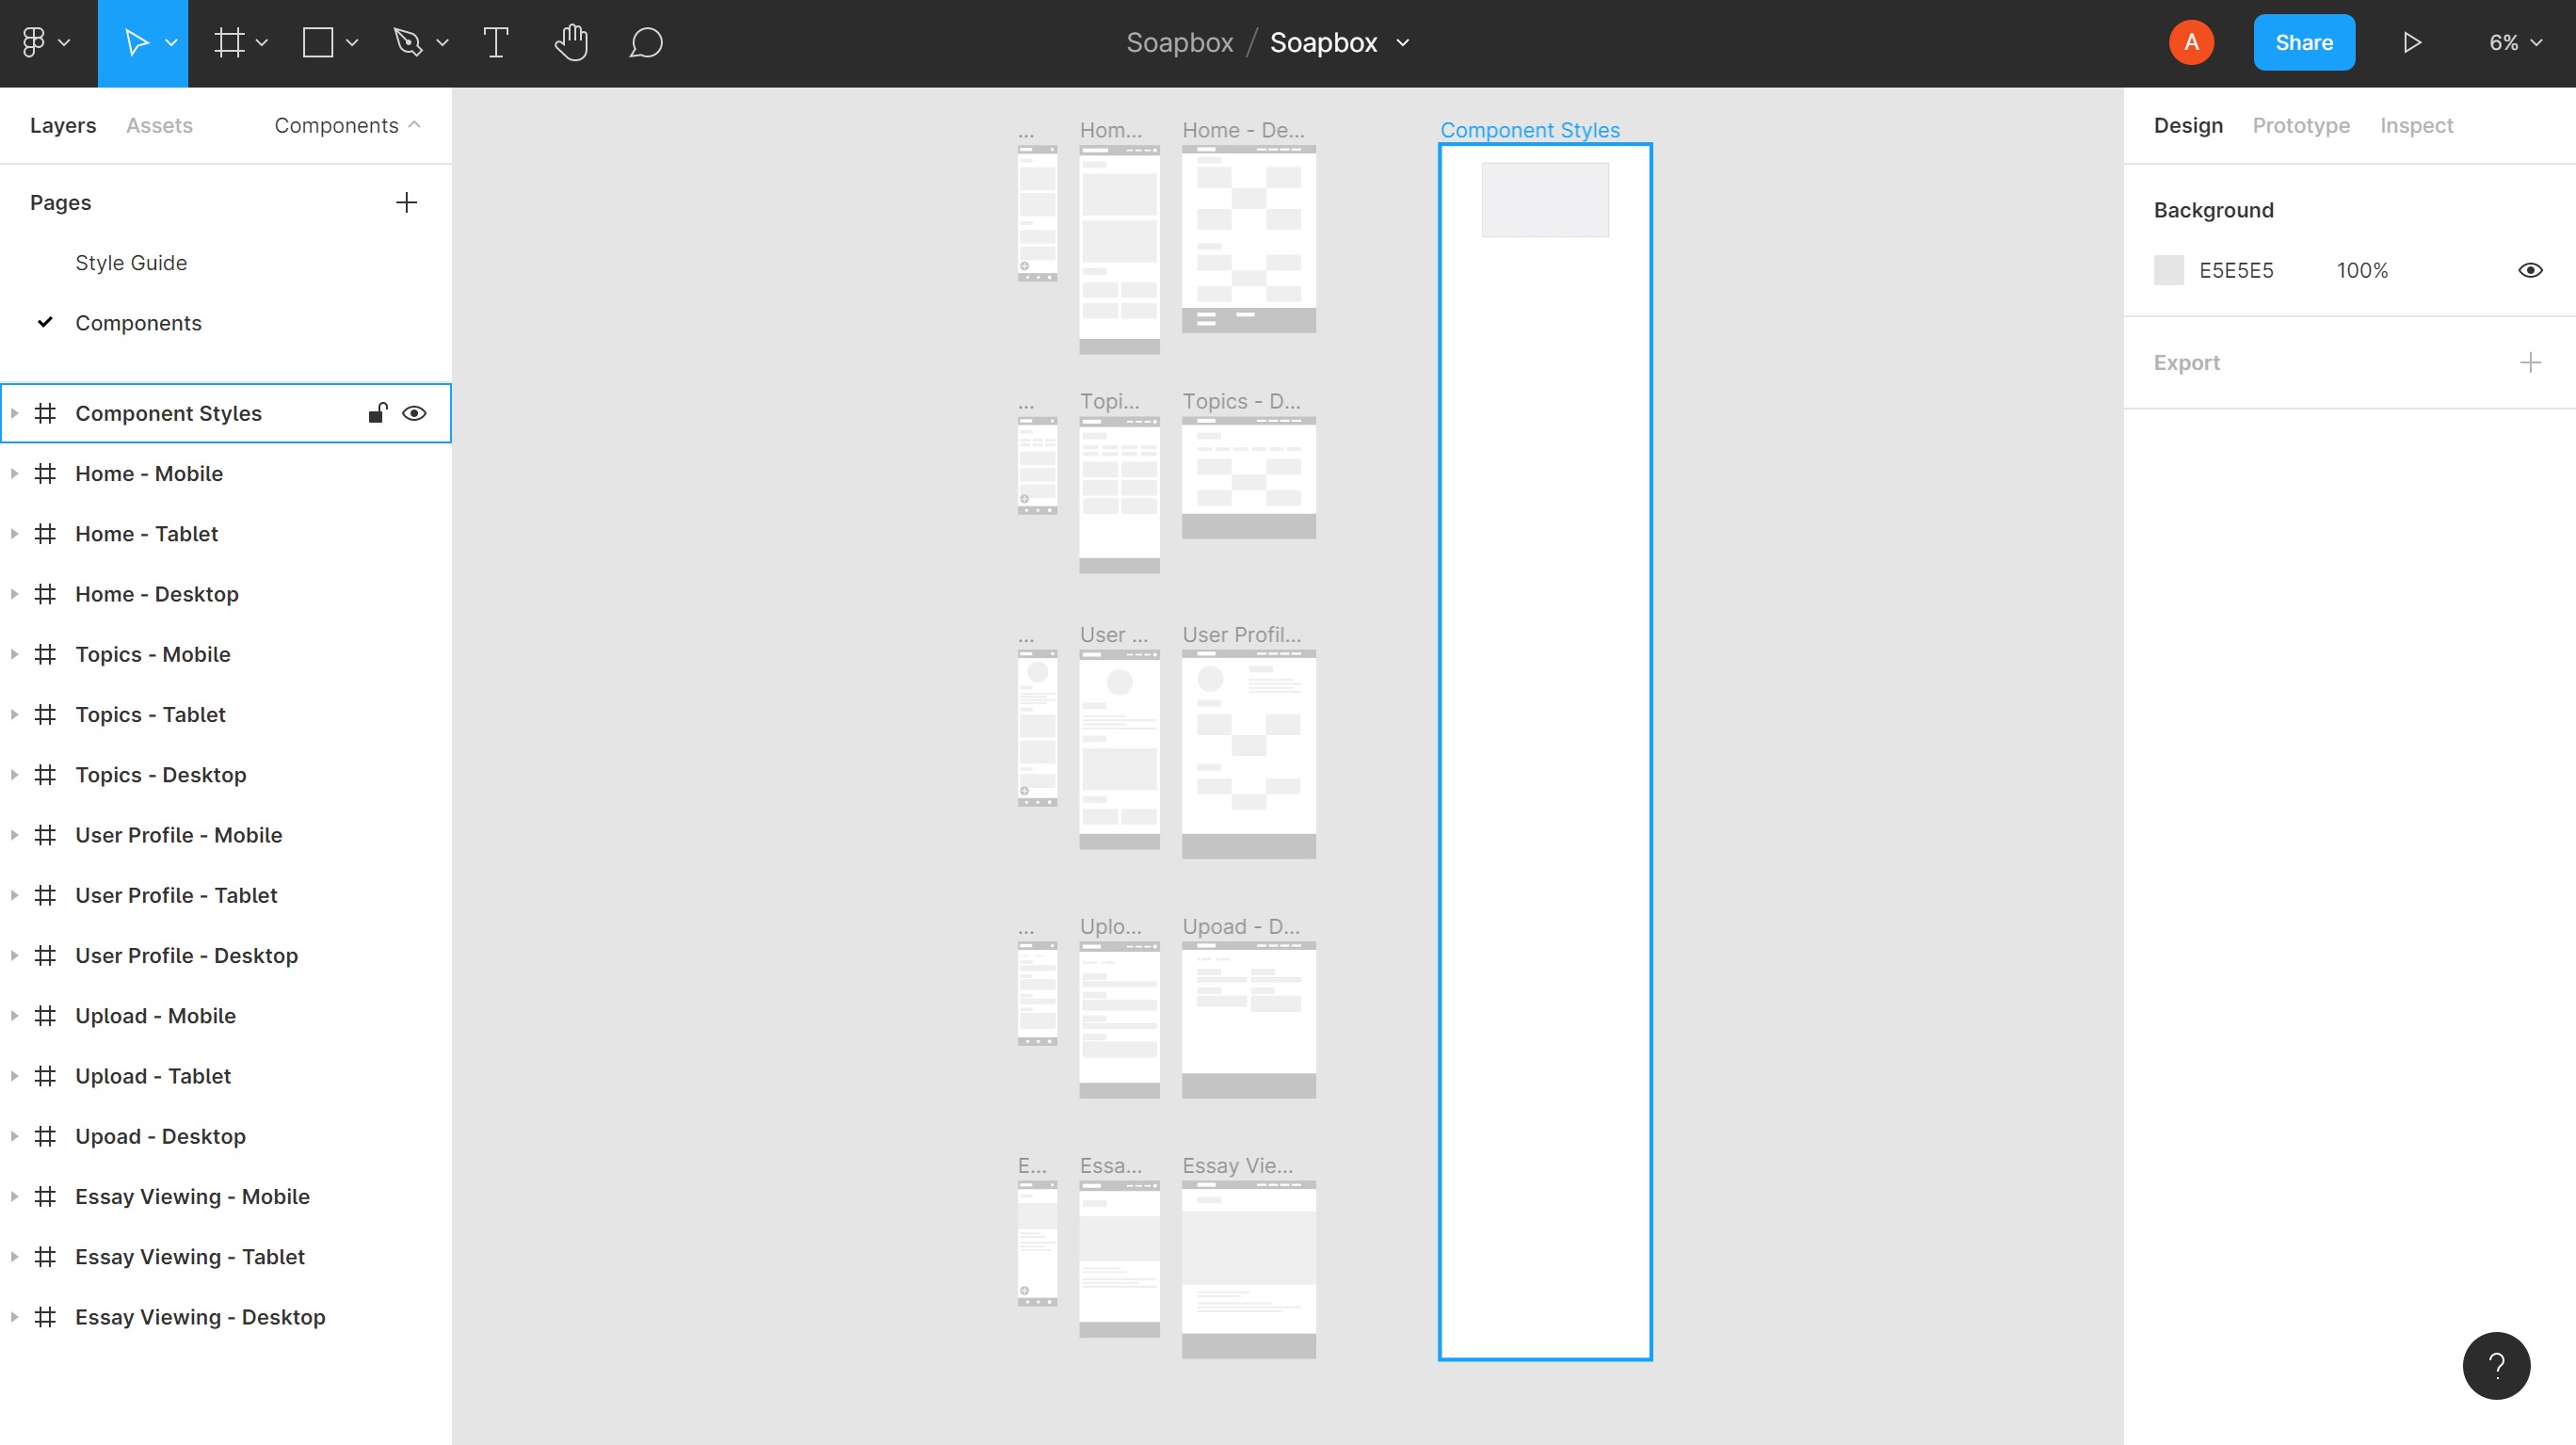 Soapbox / Soapbox
A
Share
6%
Layers Assets Components
Pages
Style Guide
Components
Component Styles
Home - Mobile
Home - Tablet
Home - Desktop
Topics - Mobile
Topics - Tablet
Topics - Desktop
User Profile - Mobile
User Profile - Tablet
User Profile - Desktop
Upload - Mobile
Upload - Tablet
Upoad - Desktop
Essay Viewing - Mobile
Essay Viewing - Tablet
Essay Viewing - Desktop
... Hom... Home - De... Component Styles
... Topi... Topics - D...
... User ... User Profil...
... Uplo... Upoad - D...
E... Essa... Essay Vie...
Design Prototype Inspect
Background
E5E5E5 100%
Export
?